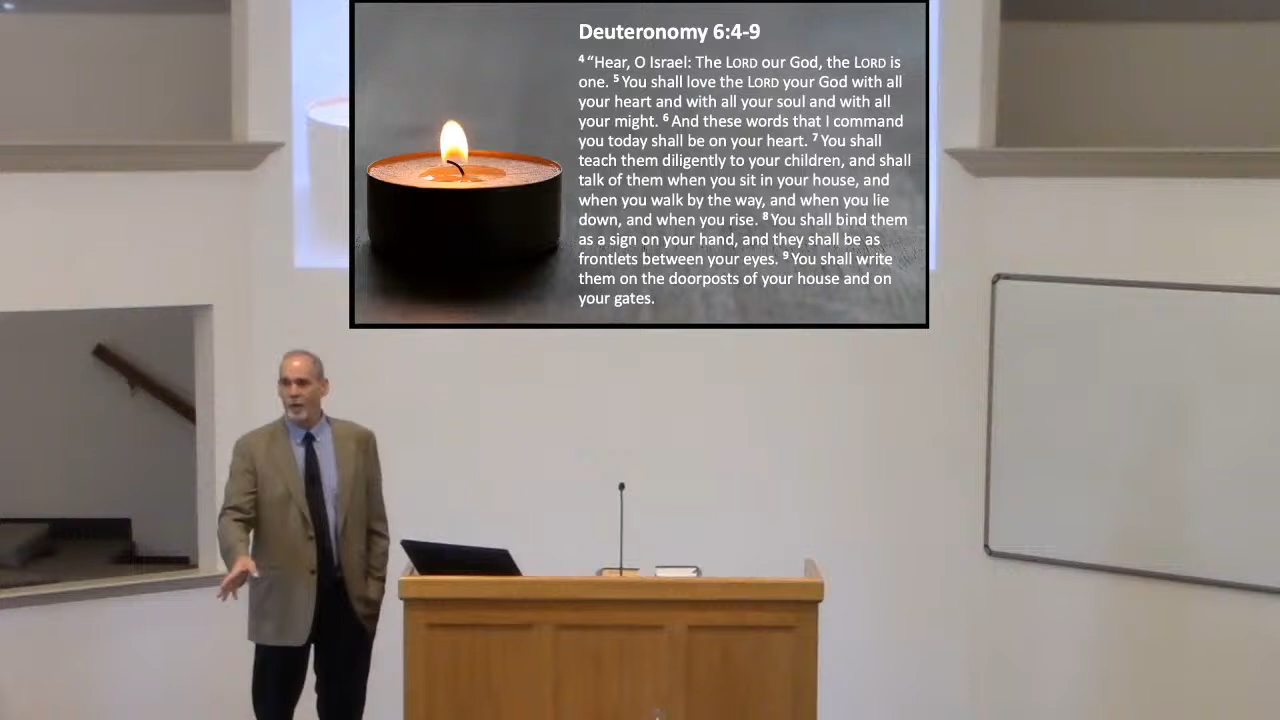 Deuteronomy 6:4-9
4 “Hear, O Israel: The LORD our God, the LORD is
one. 5 You shall love the LORD your God with all
your heart and with all your soul and with all
your might. 6 And these words that I command
you today shall be on your heart. 7 You shall
teach them diligently to your children, and shall
talk of them when you sit in your house, and
when you walk by the way, and when you lie
down, and when you rise. 8 You shall bind them
as a sign on your hand, and they shall be as
frontlets between your eyes. 9 You shall write
them on the doorposts of your house and on
your gates.